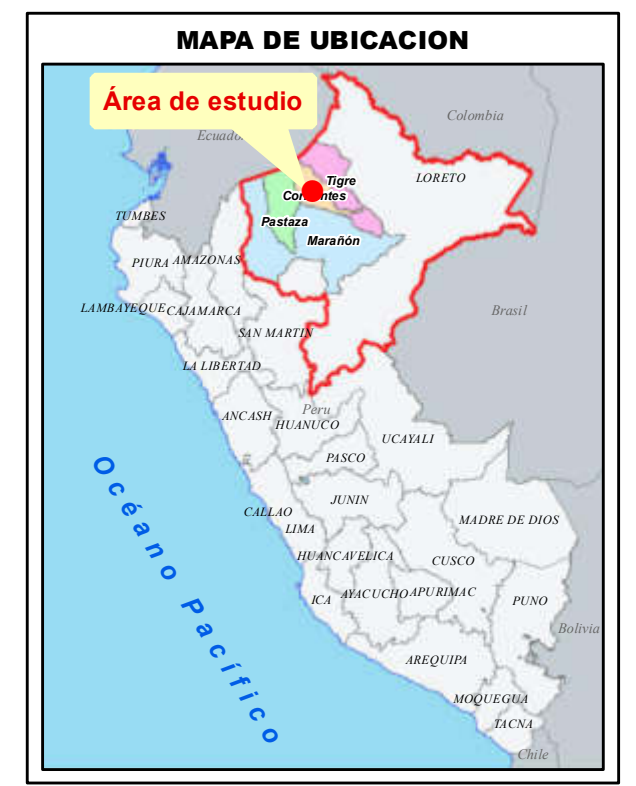 MAPA DE UBICACION
Área de estudio
Colombia
Ecuador
Tigre
LORETO
Corrientes
TUMBES
Pastaza
Marañón
PIURA
AMAZONAS
LAMBAYEQUE
CAJAMARCA
Brasil
SAN MARTIN
LA LIBERTAD
Peru
ANCASH
HUANUCO
UCAYALI
PASCO
Océano Pacífico
JUNIN
CALLAO
LIMA
MADRE DE DIOS
HUANCAVELICA
CUSCO
ICA
AYACUCHO
APURIMAC
PUNO
Bolivia
AREQUIPA
MOQUEGUA
TACNA
Chile